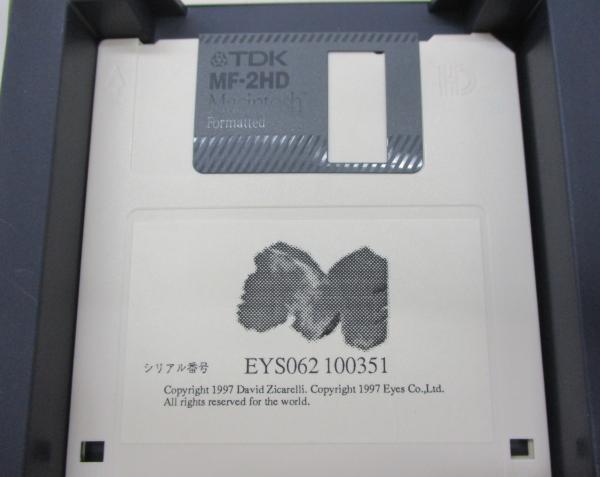 TDK
MF-2HD
Macintosh™
Formatted
HD
シリアル番号 EYS062 100351
Copyright 1997 David Zicarelli. Copyright 1997 Eyes Co.,Ltd.
All rights reserved for the world.